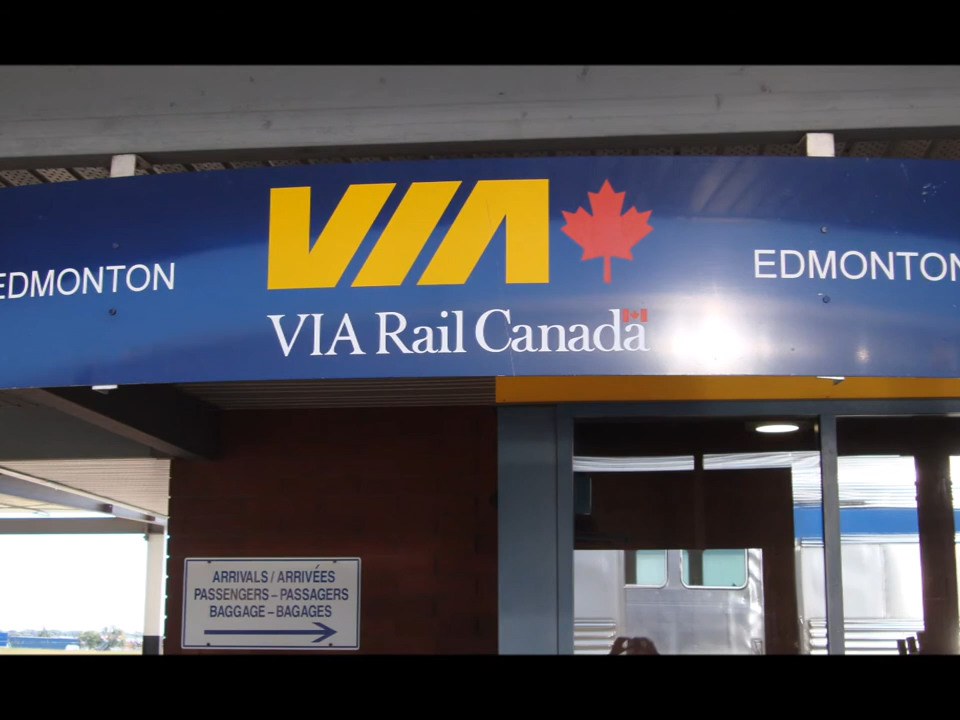 EDMONTON
VIA
VIA Rail Canada
EDMONTON
ARRIVALS / ARRIVÉES
PASSENGERS – PASSAGERS
BAGGAGE – BAGAGES